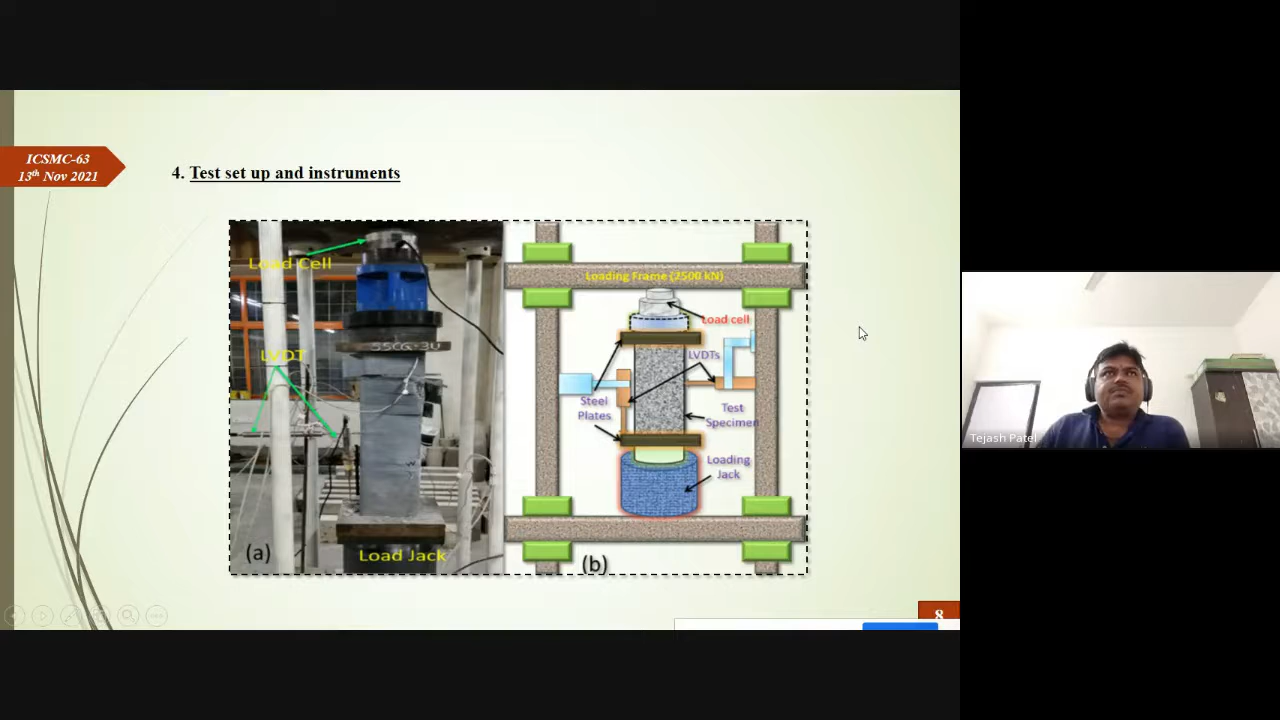 ICSMC-63
13th Nov 2021
4. Test set up and instruments
Load Cell
LVDT
(a)
Load Jack
Loading Frame (2500 kN)
Load cell
LVDTs
Steel
Plates
Test
Specimen
Loading
Jack
(b)
8
Tejash Patel